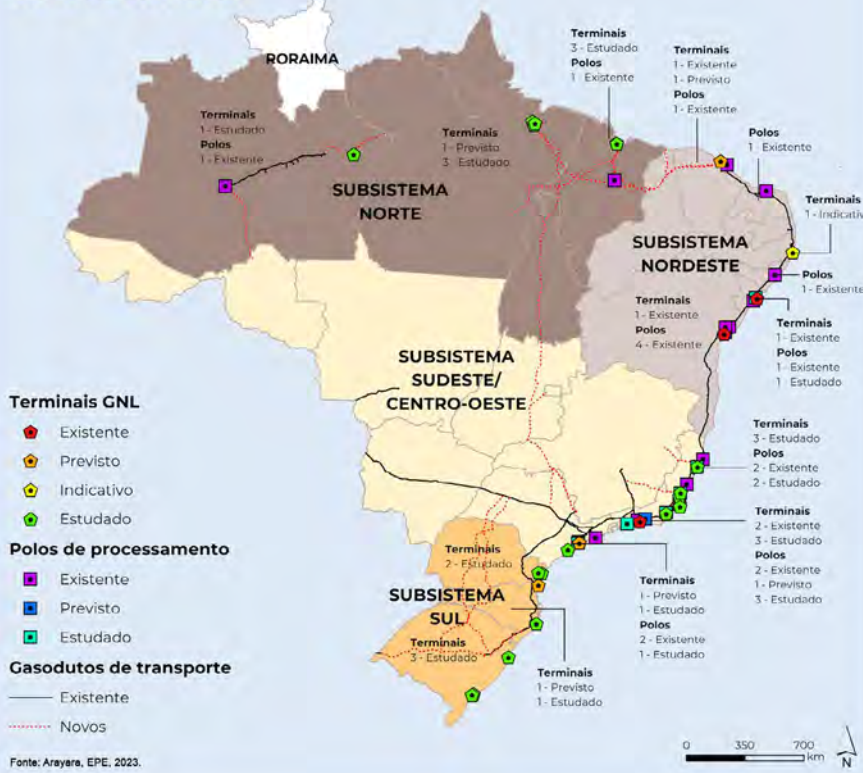 RORAIMA
Terminais
3 - Estudado
Polos
1 - Existente
Terminais
1 - Existente
1 - Previsto
Polos
1 - Existente
Terminais
1 - Estudado
Polos
1 - Existente
Terminais
1 - Previsto
3 - Estudado
Polos
1 - Existente
SUBSISTEMA
NORTE
Terminais
1 - Indicativo
SUBSISTEMA
NORDESTE
Polos
1 - Existente
Terminais
1 - Existente
Polos
4 - Existente
Terminais
1 - Existente
Polos
1 - Existente
1 - Estudado
SUBSISTEMA
SUDESTE/
CENTRO-OESTE
Terminais GNL
Existente
Previsto
Indicativo
Estudado
Polos de processamento
Existente
Previsto
Estudado
Gasodutos de transporte
Existente
Novos
Terminais
3 - Estudado
Polos
2 - Existente
2 - Estudado
Terminais
2 - Existente
3 - Estudado
Polos
2 - Existente
1 - Previsto
3 - Estudado
Terminais
2 - Estudado
SUBSISTEMA
SUL
Terminais
1 - Previsto
1 - Estudado
Polos
2 - Existente
1 - Estudado
Terminais
3 - Estudado
Terminais
1 - Previsto
1 - Estudado
0 350 700
km
N
Fonte: Arayara, EPE, 2023.